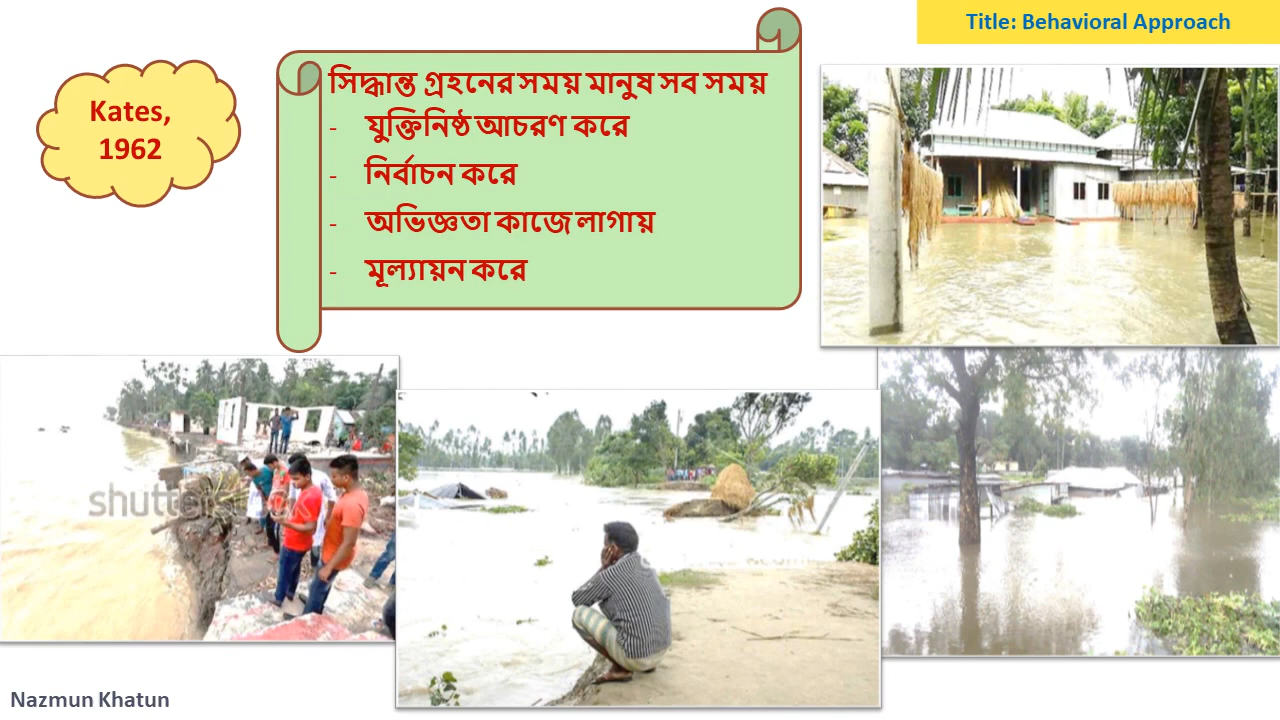 Title: Behavioral Approach
Kates,
1962
সিদ্ধান্ত গ্রহনের সময় মানুষ সব সময়
- যুক্তিনিষ্ঠ আচরণ করে
- নির্বাচন করে
- অভিজ্ঞতা কাজে লাগায়
- মূল্যায়ন করে
shutterstock
Nazmun Khatun